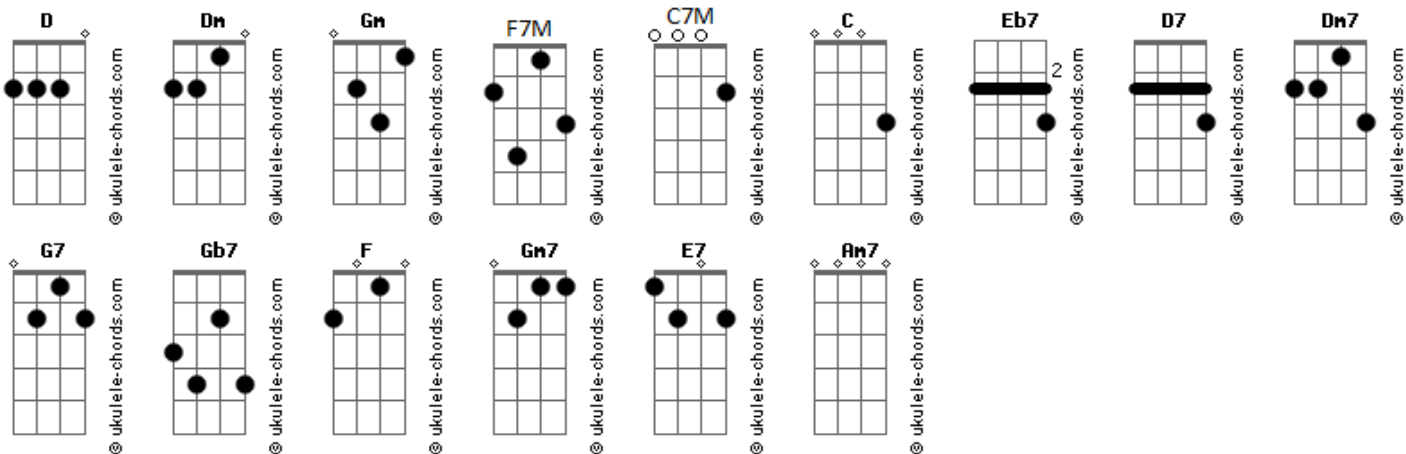 D Dm Gm F7M C7M C Eb7 D7 Dm7
2
© ukulele-chords.com © ukulele-chords.com © ukulele-chords.com © ukulele-chords.com © ukulele-chords.com © ukulele-chords.com © ukulele-chords.com © ukulele-chords.com © ukulele-chords.com
G7 Gb7 F Gm7 E7 Am7
© ukulele-chords.com © ukulele-chords.com © ukulele-chords.com © ukulele-chords.com © ukulele-chords.com © ukulele-chords.com